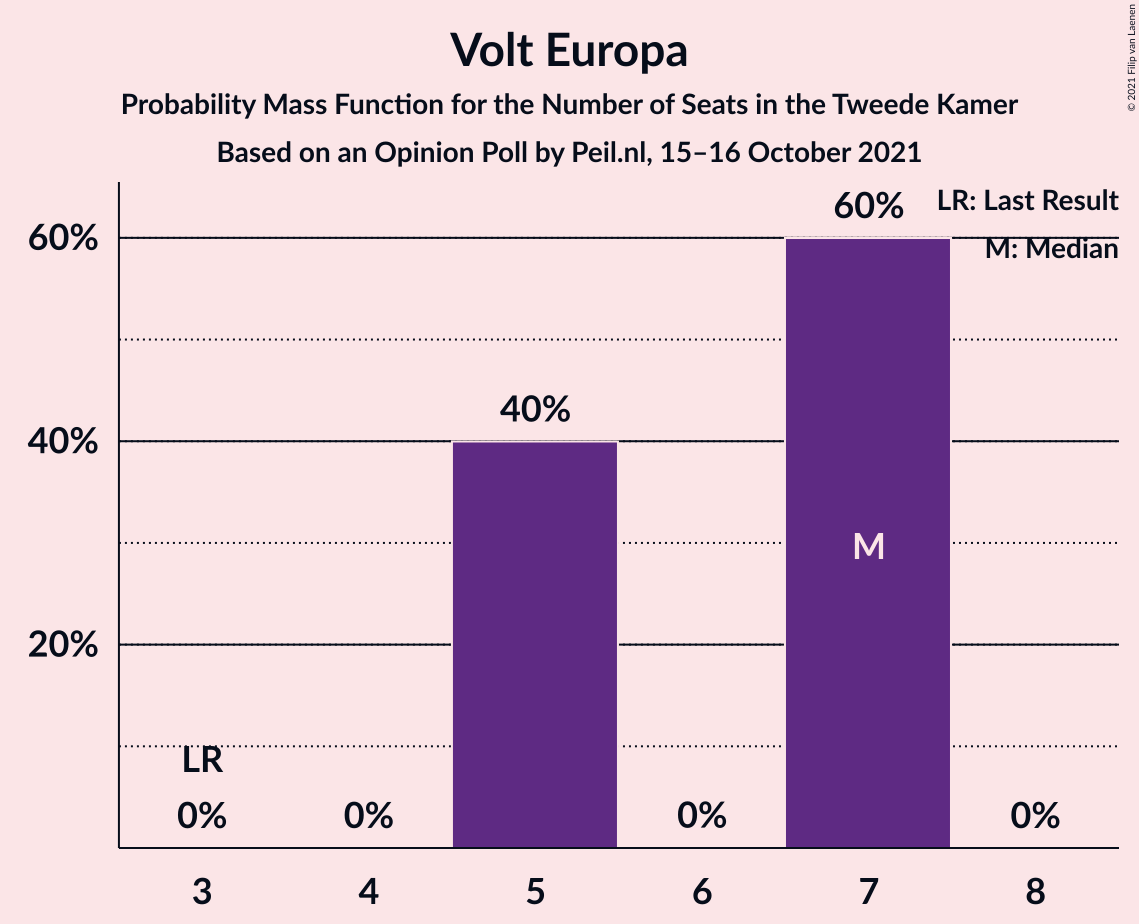 Volt Europa
Probability Mass Function for the Number of Seats in the Tweede Kamer
Based on an Opinion Poll by Peil.nl, 15–16 October 2021
© 2021 Filip van Laenen
LR: Last Result
M: Median
60%
40%
20%
60%
40%
M
LR
0%
0%
0%
0%
3
4
5
6
7
8